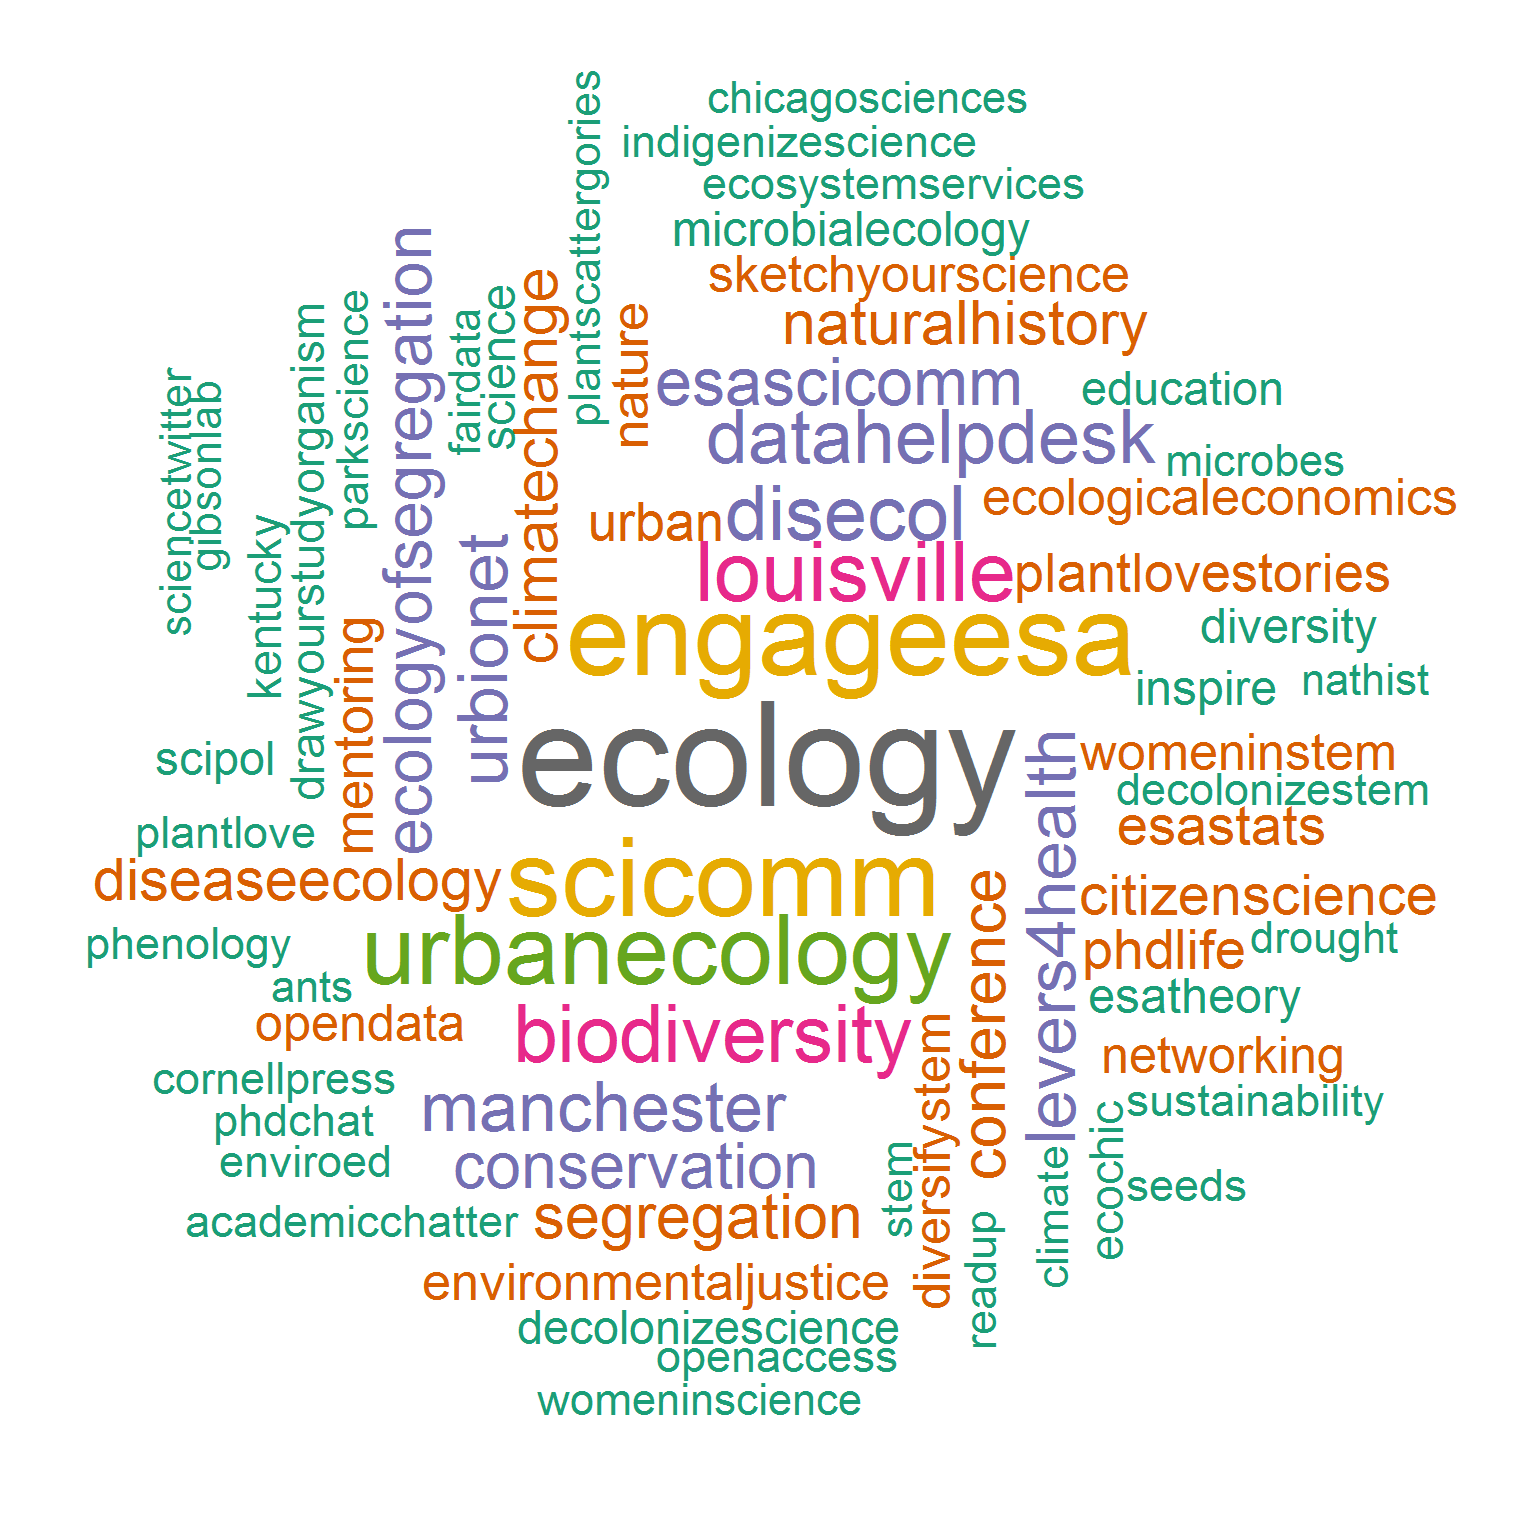 chicagosciences
indigenizescience
ecosystemservices
microbialecology
sketchyourscience
naturalhistory
plantscattergories
nature
esascicomm
education
datahelpdesk
microbes
ecologicaleconomics
urban
disecol
louisville
plantlovestories
engageesa
diversity
inspire
nathist
ecology
climatechange
science
fairdata
urbionet
ecologyofsegregation
parkscience
drawyourstudyorganism
mentoring
kentucky
gibsonlab
sciencetwitter
scipol
plantlove
diseaseecology
scicomm
womeninstem
decolonizestem
esastats
levers4health
citizenscience
conference
urbanecology
phenology
phdlife
drought
ants
esatheory
opendata
biodiversity
networking
cornellpress
manchester
sustainability
phdchat
enviroed
conservation
diversifystem
stem
climate
ecochic
seeds
academicchatter
segregation
readup
environmentaljustice
decolonizescience
openaccess
womeninscience